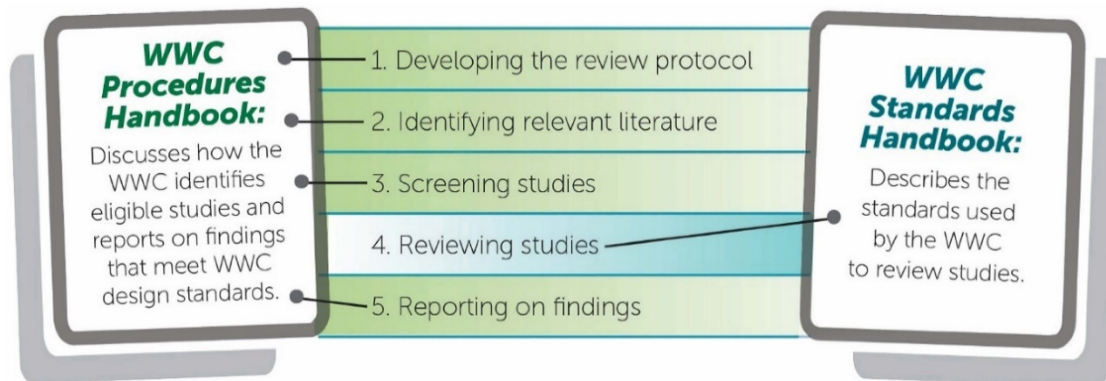 WWC
Procedures
Handbook:
Discusses how the
WWC identifies
eligible studies and
reports on findings
that meet WWC
design standards.
1. Developing the review protocol
2. Identifying relevant literature
3. Screening studies
4. Reviewing studies
5. Reporting on findings
WWC
Standards
Handbook:
Describes the
standards used
by the WWC
to review studies.